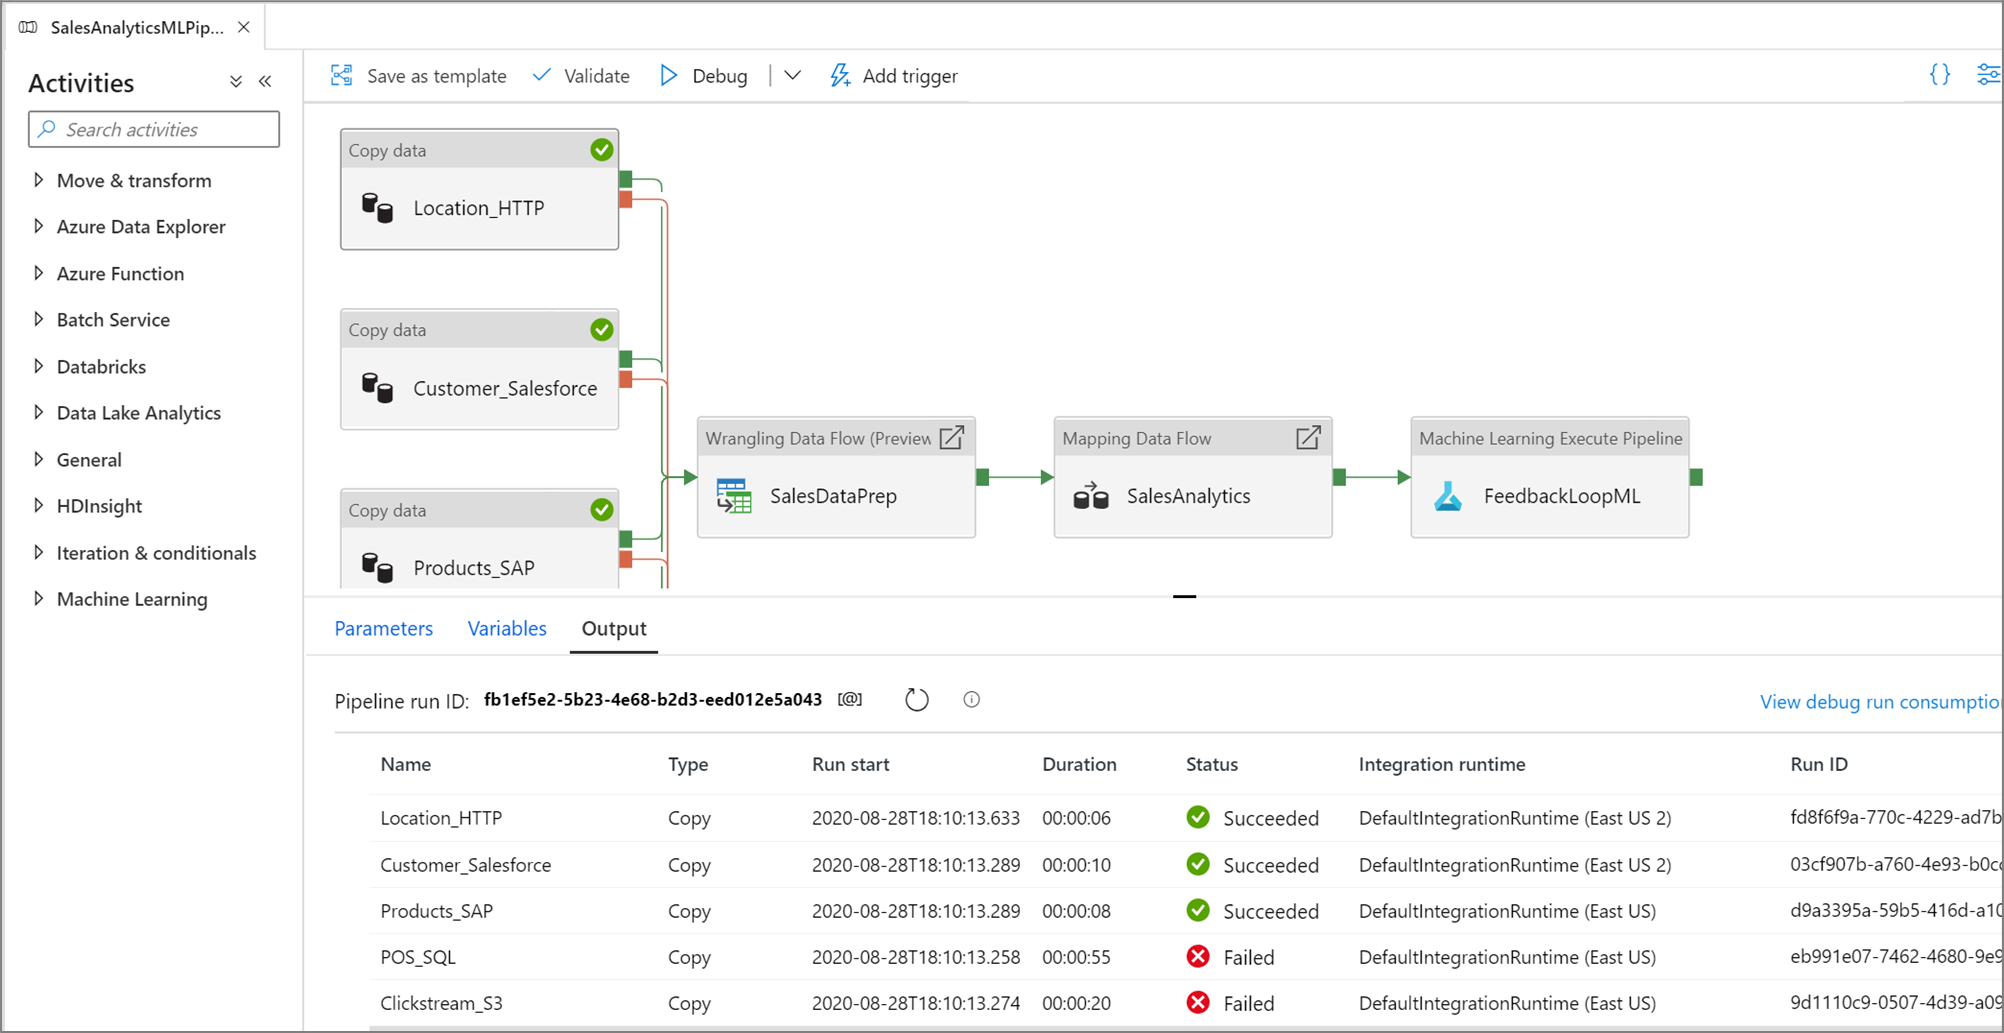 SalesAnalyticsMLPip...
Activities
Search activities
Move & transform
Azure Data Explorer
Azure Function
Batch Service
Databricks
Data Lake Analytics
General
HDInsight
Iteration & conditionals
Machine Learning
Save as template Validate Debug Add trigger
Copy data
Location_HTTP
Copy data
Customer_Salesforce
Copy data
Products_SAP
Wrangling Data Flow (Preview
SalesDataPrep
Mapping Data Flow
SalesAnalytics
Machine Learning Execute Pipeline
FeedbackLoopML
Parameters Variables Output
Pipeline run ID: fb1ef5e2-5b23-4e68-b2d3-eed012e5a043 [@] View debug run consumption
Name Type Run start Duration Status Integration runtime Run ID
Location_HTTP Copy 2020-08-28T18:10:13.633 00:00:06 Succeeded DefaultIntegrationRuntime (East US 2) fd8f6f9a-770c-4229-ad7b
Customer_Salesforce Copy 2020-08-28T18:10:13.289 00:00:10 Succeeded DefaultIntegrationRuntime (East US 2) 03cf907b-a760-4e93-b0cc
Products_SAP Copy 2020-08-28T18:10:13.289 00:00:08 Succeeded DefaultIntegrationRuntime (East US) d9a3395a-59b5-416d-a10
POS_SQL Copy 2020-08-28T18:10:13.258 00:00:55 Failed DefaultIntegrationRuntime (East US) eb991e07-7462-4680-9e9
Clickstream_S3 Copy 2020-08-28T18:10:13.274 00:00:20 Failed DefaultIntegrationRuntime (East US) 9d1110c9-0507-4d39-a09